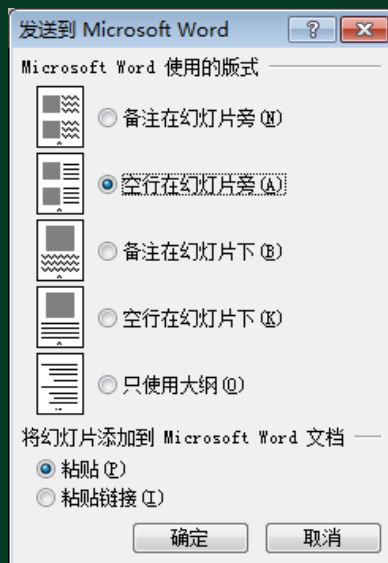 发送到 Microsoft Word
Microsoft Word 使用的版式
备注在幻灯片旁(N)
空行在幻灯片旁(A)
备注在幻灯片下(B)
空行在幻灯片下(K)
只使用大纲(O)
将幻灯片添加到 Microsoft Word 文档
粘贴(P)
粘贴链接(I)
确定 取消